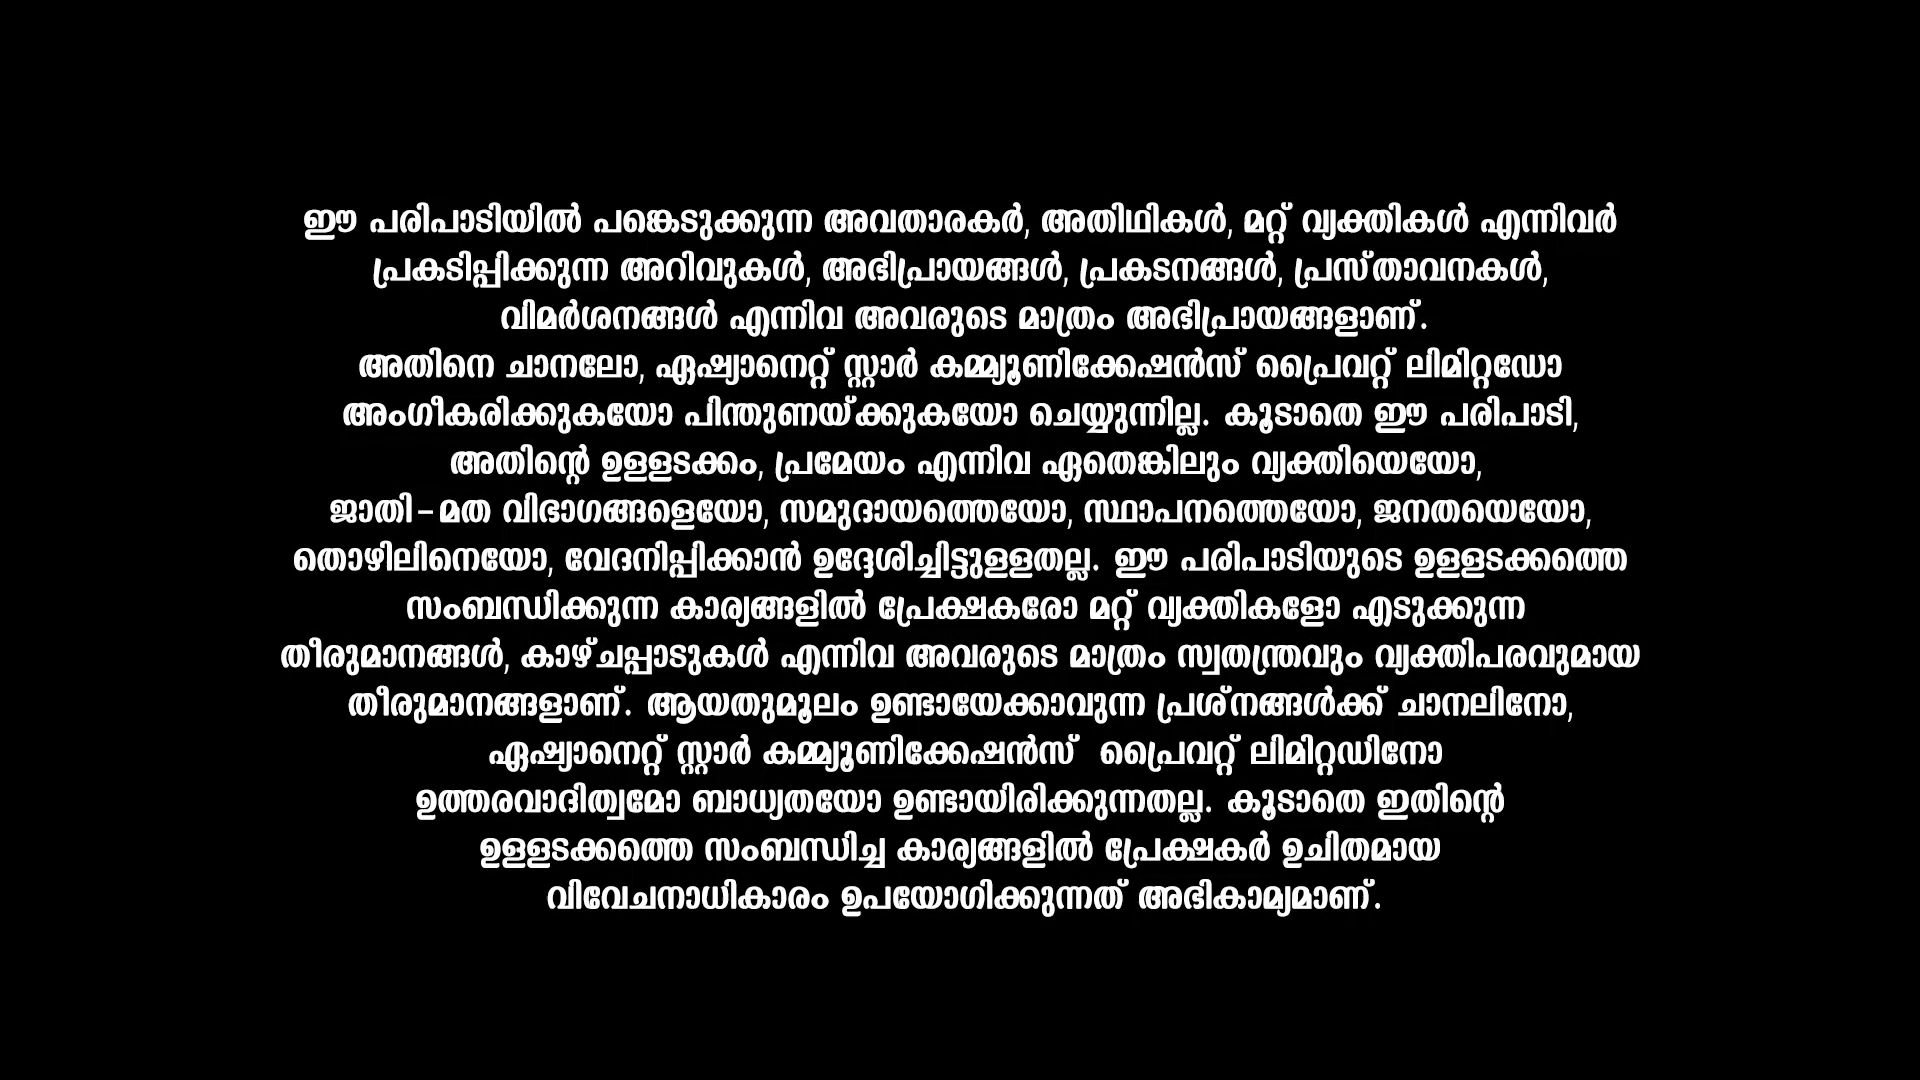 ഈ പരിപാടിയിൽ പങ്കെടുക്കുന്ന അവതാരകർ, അതിഥികൾ, മറ്റ് വ്യക്തികൾ എന്നിവർ
പ്രകടിപ്പിക്കുന്ന അറിവുകൾ, അഭിപ്രായങ്ങൾ, പ്രകടനങ്ങൾ, പ്രസ്താവനകൾ,
വിമർശനങ്ങൾ എന്നിവ അവരുടെ മാത്രം അഭിപ്രായങ്ങളാണ്.
അതിനെ ചാനലോ, ഏഷ്യാനെറ്റ് സ്റ്റാർ കമ്മ്യൂണിക്കേഷൻസ് പ്രൈവറ്റ് ലിമിറ്റഡോ
അംഗീകരിക്കുകയോ പിന്തുണയ്ക്കുകയോ ചെയ്യുന്നില്ല. കൂടാതെ ഈ പരിപാടി,
അതിന്റെ ഉള്ളടക്കം, പ്രമേയം എന്നിവ ഏതെങ്കിലും വ്യക്തിയെയോ,
ജാതി-മത വിഭാഗങ്ങളെയോ, സമുദായത്തെയോ, സ്ഥാപനത്തെയോ, ജനതയെയോ,
തൊഴിലിനെയോ, വേദനിപ്പിക്കാൻ ഉദ്ദേശിച്ചിട്ടുള്ളതല്ല. ഈ പരിപാടിയുടെ ഉള്ളടക്കത്തെ
സംബന്ധിക്കുന്ന കാര്യങ്ങളിൽ പ്രേക്ഷകരോ മറ്റ് വ്യക്തികളോ എടുക്കുന്ന
തീരുമാനങ്ങൾ, കാഴ്ചപ്പാടുകൾ എന്നിവ അവരുടെ മാത്രം സ്വതന്ത്രവും വ്യക്തിപരവുമായ
തീരുമാനങ്ങളാണ്. ആയതുമൂലം ഉണ്ടായേക്കാവുന്ന പ്രശ്നങ്ങൾക്ക് ചാനലിനോ,
ഏഷ്യാനെറ്റ് സ്റ്റാർ കമ്മ്യൂണിക്കേഷൻസ് പ്രൈവറ്റ് ലിമിറ്റഡിനോ
ഉത്തരവാദിത്വമോ ബാധ്യതയോ ഉണ്ടായിരിക്കുന്നതല്ല. കൂടാതെ ഇതിന്റെ
ഉള്ളടക്കത്തെ സംബന്ധിച്ച കാര്യങ്ങളിൽ പ്രേക്ഷകർ ഉചിതമായ
വിവേചനാധികാരം ഉപയോഗിക്കുന്നത് അഭികാമ്യമാണ്.